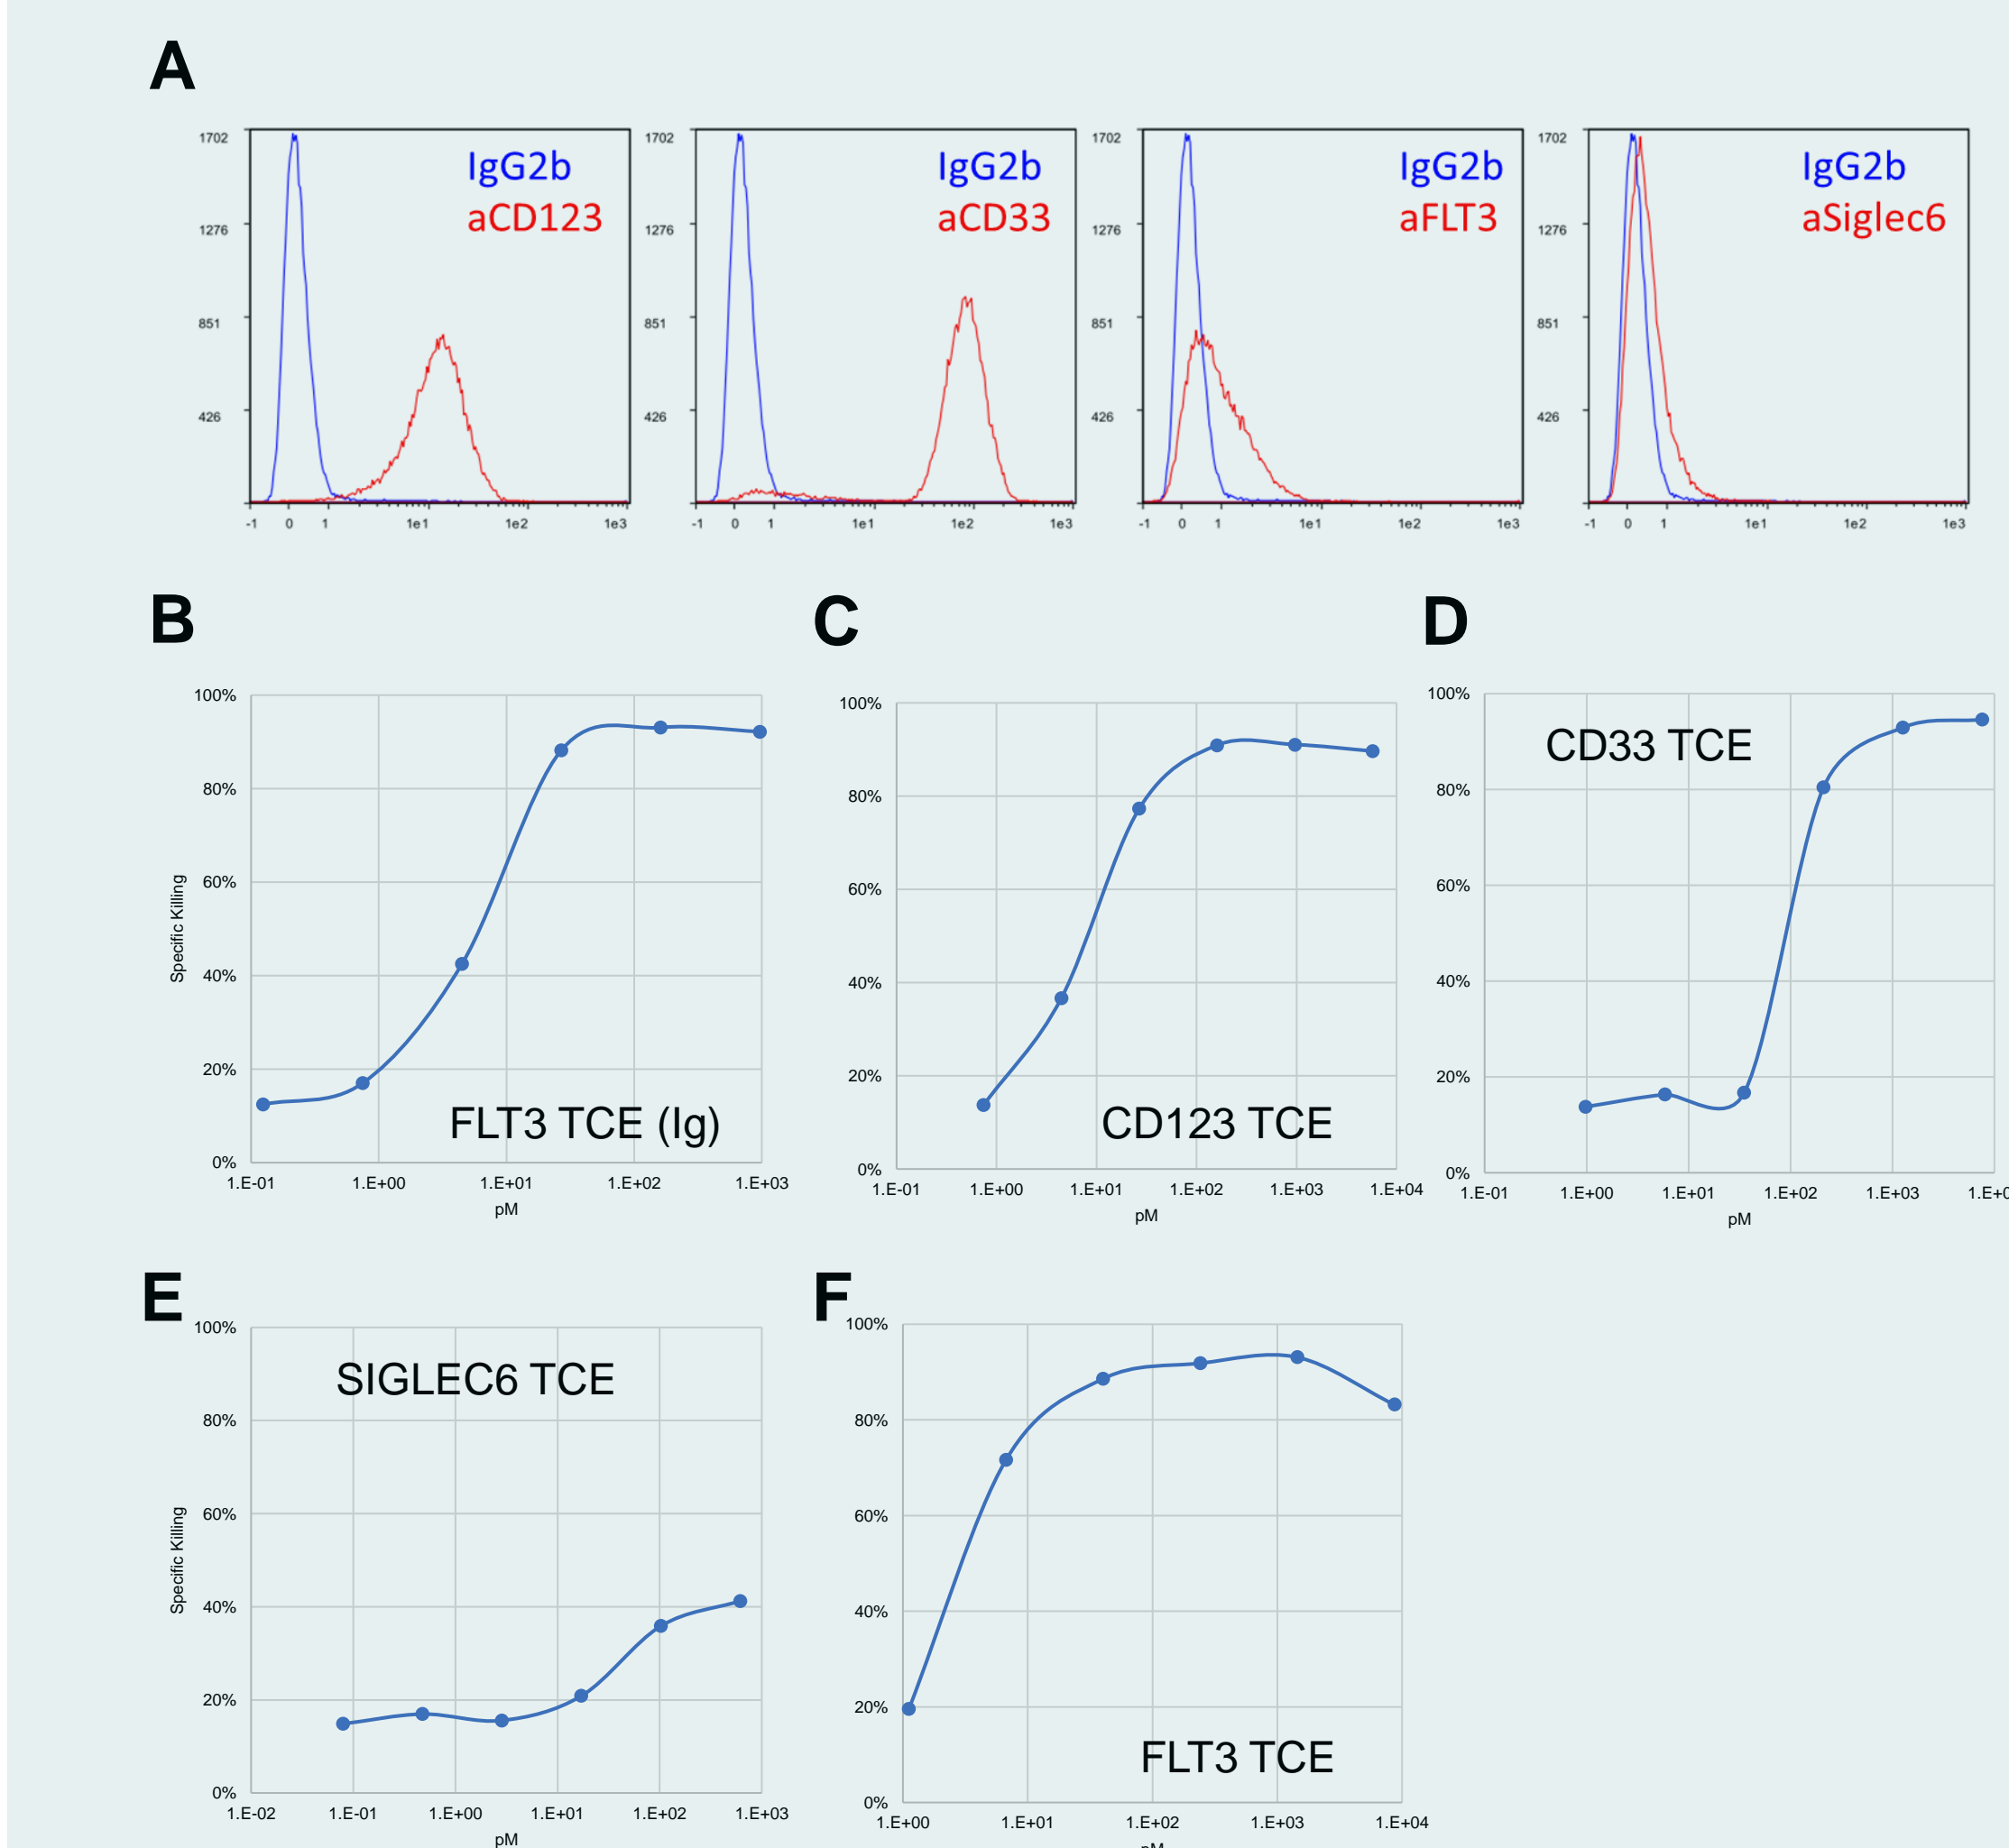 A
1702
1276
851
426
IgG2b
aCD123
-1 0 1 1e1 1e2 1e3
1702
1276
851
426
IgG2b
aCD33
-1 0 1 1e1 1e2 1e3
1702
1276
851
426
IgG2b
aFLT3
-1 0 1 1e1 1e2 1e3
1702
1276
851
426
IgG2b
aSiglec6
-1 0 1 1e1 1e2 1e3
B
100%
80%
60%
40%
20%
0%
Specific Killing
FLT3 TCE (Ig)
1.E-01 1.E+00 1.E+01 1.E+02 1.E+03
pM
C
100%
80%
60%
40%
20%
0%
CD123 TCE
1.E-01 1.E+00 1.E+01 1.E+02 1.E+03 1.E+04
pM
D
100%
80%
60%
40%
20%
0%
CD33 TCE
1.E-01 1.E+00 1.E+01 1.E+02 1.E+03
pM
E
100%
80%
60%
40%
20%
0%
Specific Killing
SIGLEC6 TCE
1.E-02 1.E-01 1.E+00 1.E+01 1.E+02 1.E+03
pM
F
100%
80%
60%
40%
20%
0%
FLT3 TCE
1.E+00 1.E+01 1.E+02 1.E+03 1.E+04